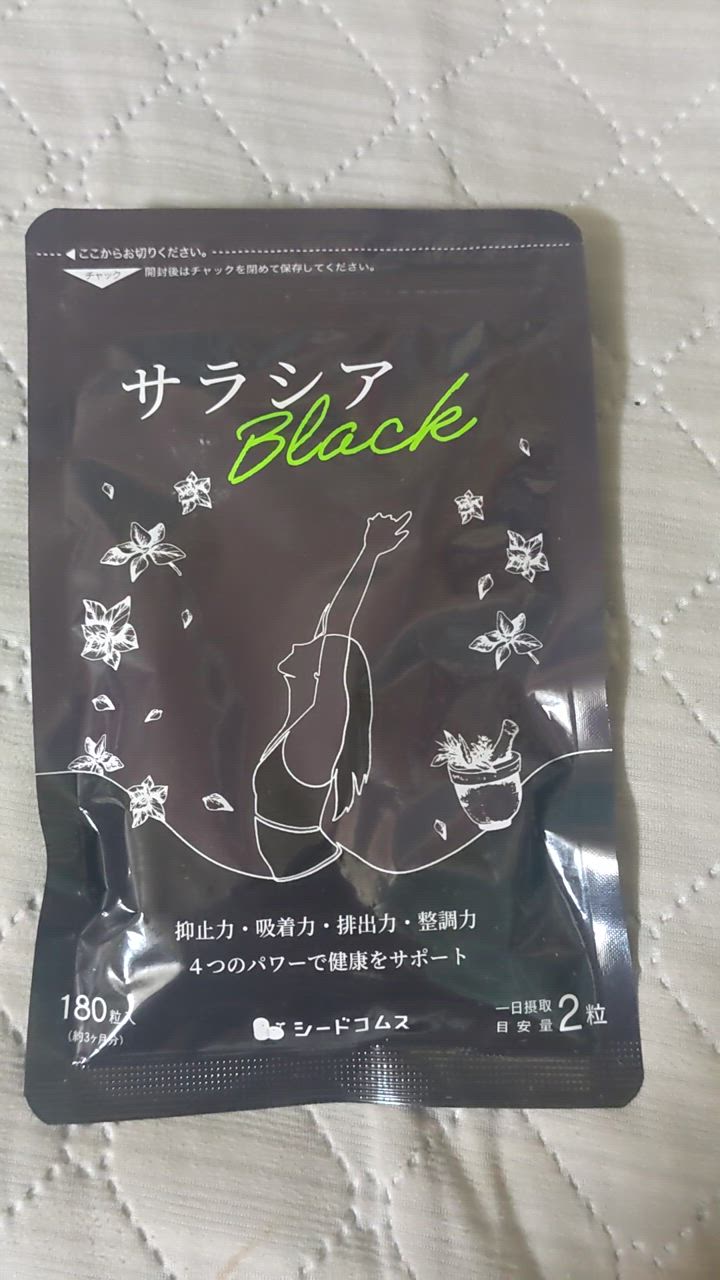 ◀ここからお切りください。
チャック
開封後はチャックを閉めて保存してください。
サラシア
Black
抑止力・吸着力・排出力・整調力
4つのパワーで健康をサポート
180粒入
(約3ヶ月分)
シードコムス
一日摂取
目安量 2粒